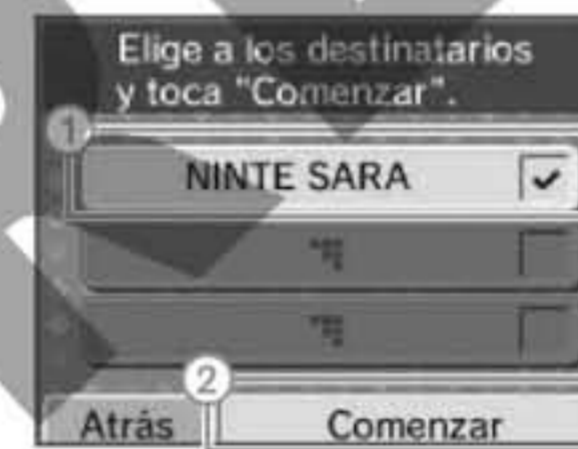 Elige a los destinatarios
y toca "Comenzar".
1
NINTE SARA
2
Atrás
Comenzar